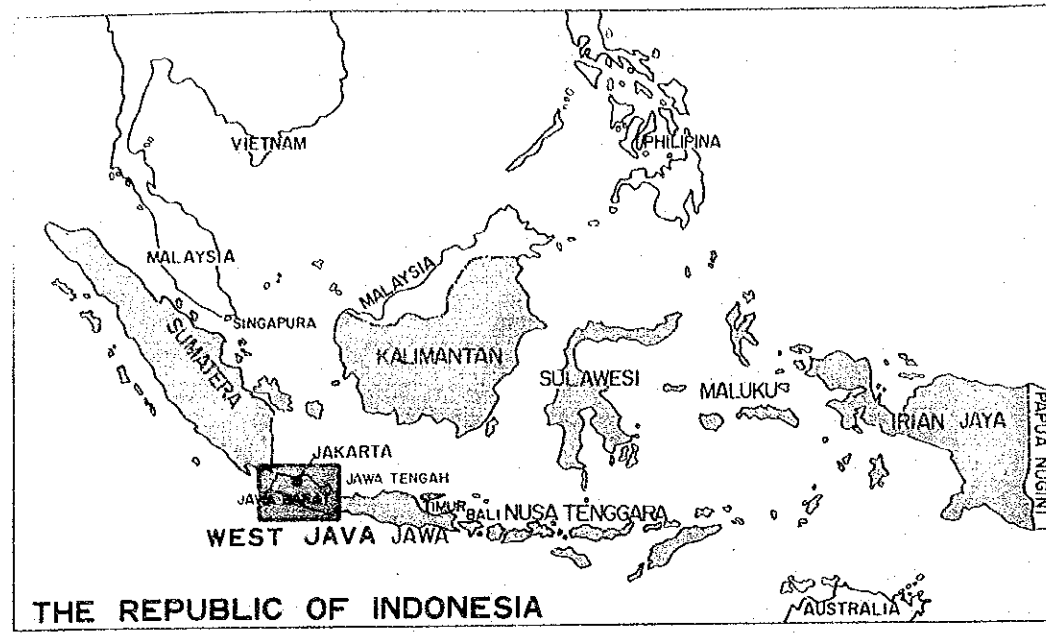 VIETNAM
PHILIPINA
MALAYSIA
MALAYSIA
SINGAPURA
SUMATERA
KALIMANTAN
SULAWESI
MALUKU
IRIAN JAYA
PAPUA NUGINI
JAKARTA
JAWA TENGAH
JAWA BARAT
TIMUR
BALI
NUSA TENGGARA
WEST JAVA
JAWA
AUSTRALIA
THE REPUBLIC OF INDONESIA